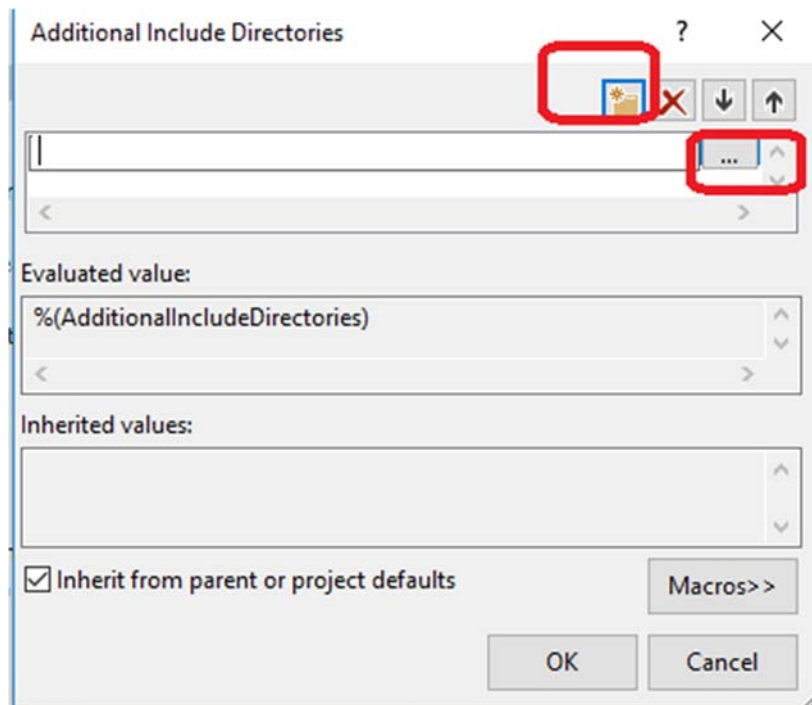 Additional Include Directories ?
...
Evaluated value:
%(AdditionalIncludeDirectories)
Inherited values:
Inherit from parent or project defaults
Macros>>
OK Cancel